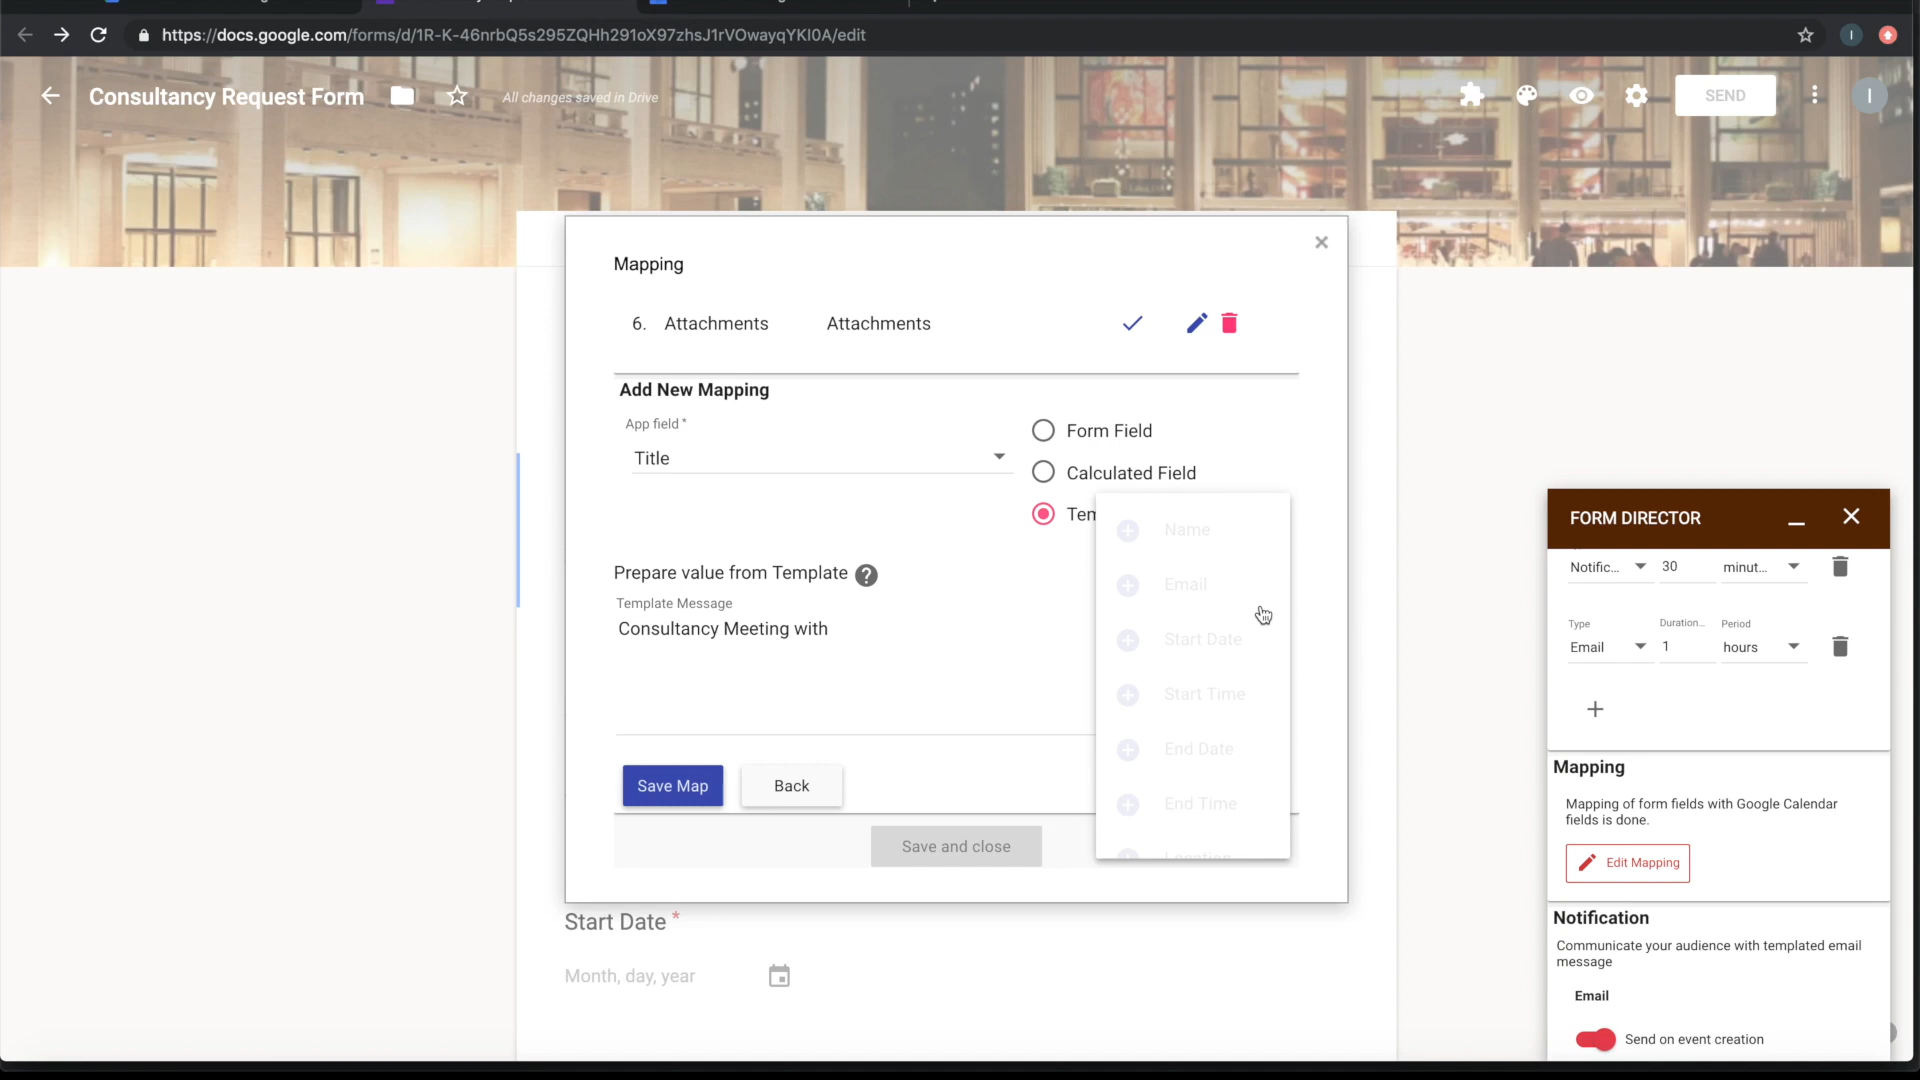 https://docs.google.com/forms/d/1R-K-46nrbQ5s295ZQHh291oX97zhsJ1rVOwayqYKI0A/edit
I
Consultancy Request Form
All changes saved in Drive
SEND
I
Mapping
6. Attachments Attachments
Add New Mapping
App field *
Title
Form Field
Calculated Field
Tem
Name
Email
Start Date
Start Time
End Date
End Time
Location
Prepare value from Template ?
Template Message
Consultancy Meeting with
Save Map
Back
Save and close
Start Date *
Month, day, year
FORM DIRECTOR
Notific... 30 minut...
Type Duration... Period
Email 1 hours
Mapping
Mapping of form fields with Google Calendar
fields is done.
Edit Mapping
Notification
Communicate your audience with templated email
message
Email
Send on event creation